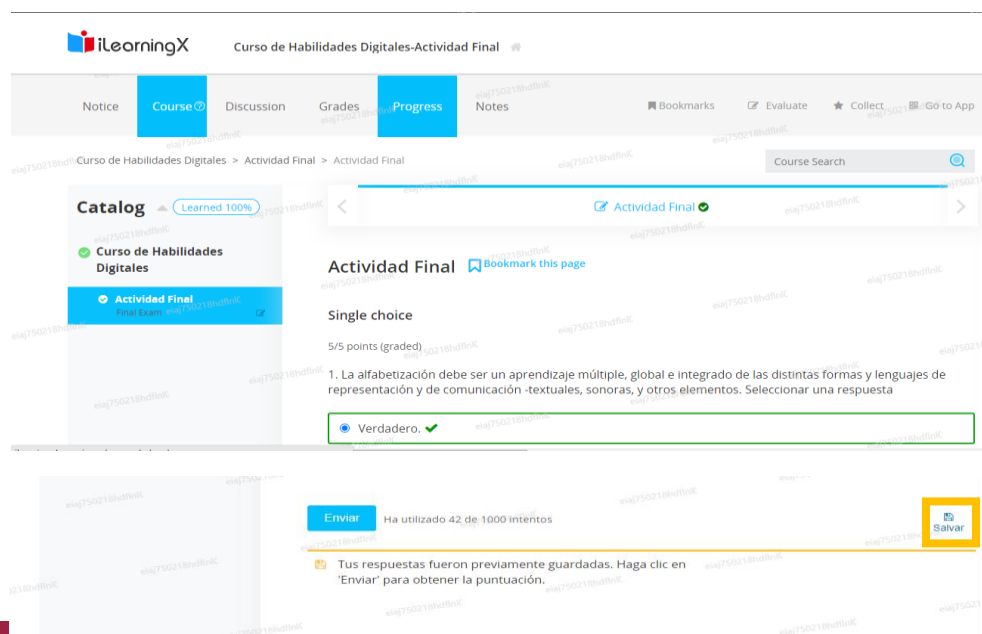 iLearningX
Curso de Habilidades Digitales-Actividad Final
Notice Course Discussion Grades Progress Notes Bookmarks Evaluate Collect Go to App
Curso de Habilidades Digitales > Actividad Final > Actividad Final
Course Search
Catalog Learned 100%
Actividad Final
Curso de Habilidades
Digitales
Actividad Final
Final Exam
Actividad Final Bookmark this page
Single choice
5/5 points (graded)
1. La alfabetización debe ser un aprendizaje múltiple, global e integrado de las distintas formas y lenguajes de
representación y de comunicación -textuales, sonoras, y otros elementos. Seleccionar una respuesta
Verdadero.
Enviar Ha utilizado 42 de 1000 intentos
Salvar
Tus respuestas fueron previamente guardadas. Haga clic en
'Enviar' para obtener la puntuación.